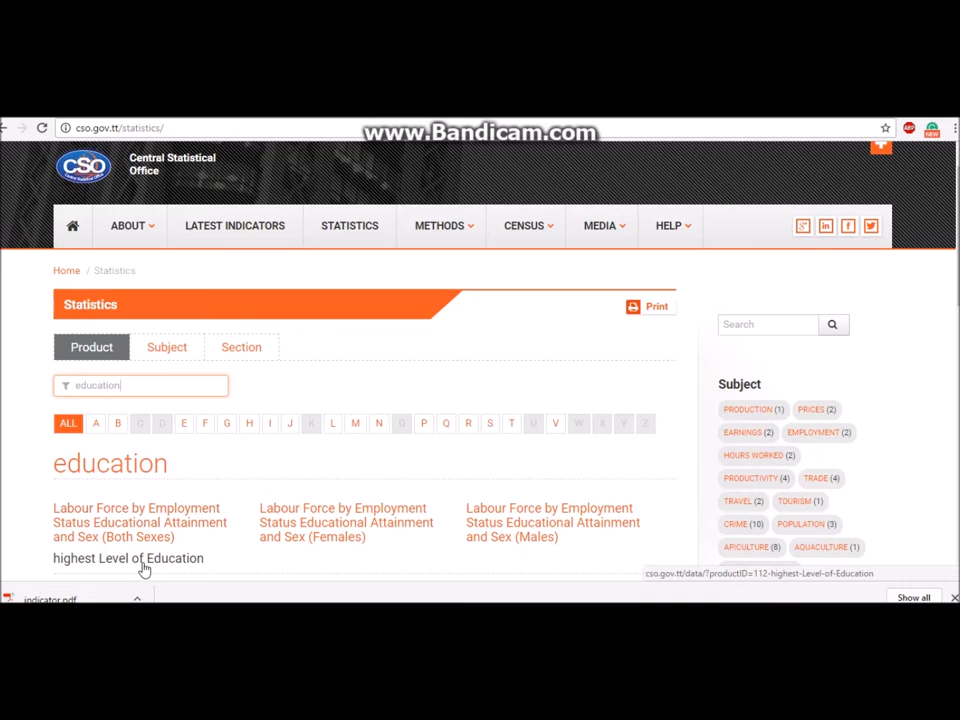 www.Bandicam.com
cso.gov.tt/statistics/
ABP
NEW
CSO
Central Statistical
Office
ABOUT
LATEST INDICATORS
STATISTICS
METHODS
CENSUS
MEDIA
HELP
Home / Statistics
Statistics
Print
Product
Subject
Section
education
ALL A B C D E F G H I J K L M N O P Q R S T U V W X Y Z
education
Labour Force by Employment
Status Educational Attainment
and Sex (Both Sexes)
Labour Force by Employment
Status Educational Attainment
and Sex (Females)
Labour Force by Employment
Status Educational Attainment
and Sex (Males)
highest Level of Education
Search
Subject
PRODUCTION (1) PRICES (2)
EARNINGS (2) EMPLOYMENT (2)
HOURS WORKED (2)
PRODUCTIVITY (4) TRADE (4)
TRAVEL (2) TOURISM (1)
CRIME (10) POPULATION (3)
APICULTURE (8) AQUACULTURE (1)
cso.gov.tt/data/?productID=112-highest-Level-of-Education
indicator.pdf
Show all